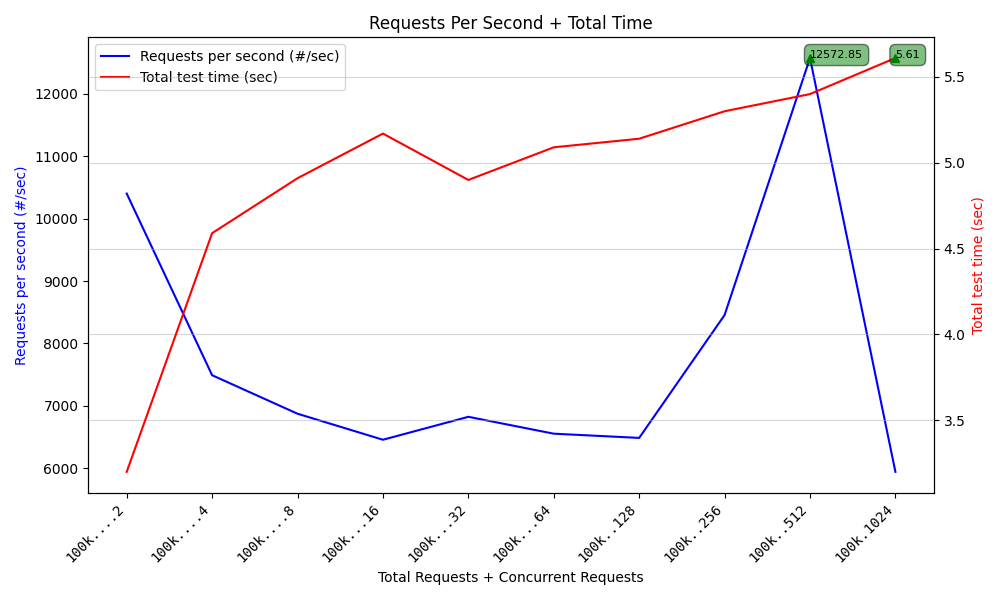 Requests Per Second + Total Time
Requests per second (#/sec)
Total test time (sec)
12572.85
5.61
Requests per second (#/sec)
12000
11000
10000
9000
8000
7000
6000
5.5
5.0
4.5
4.0
3.5
Total test time (sec)
100k....2
100k....4
100k....8
100k...16
100k...32
100k...64
100k..128
100k..256
100k..512
100k.1024
Total Requests + Concurrent Requests